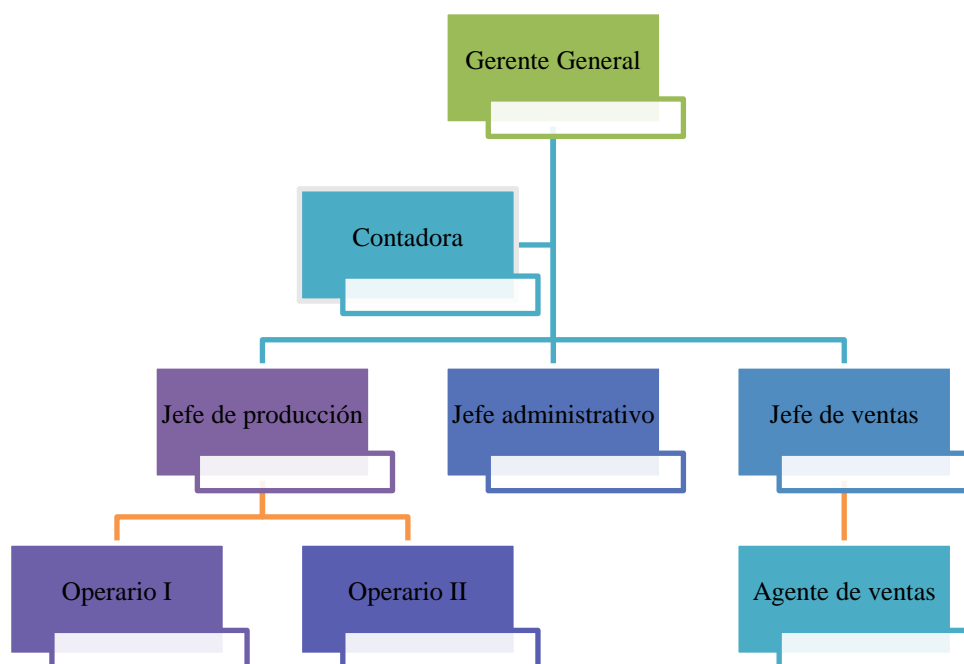 Gerente General
Contadora
Jefe de producción
Jefe administrativo
Jefe de ventas
Operario I
Operario II
Agente de ventas